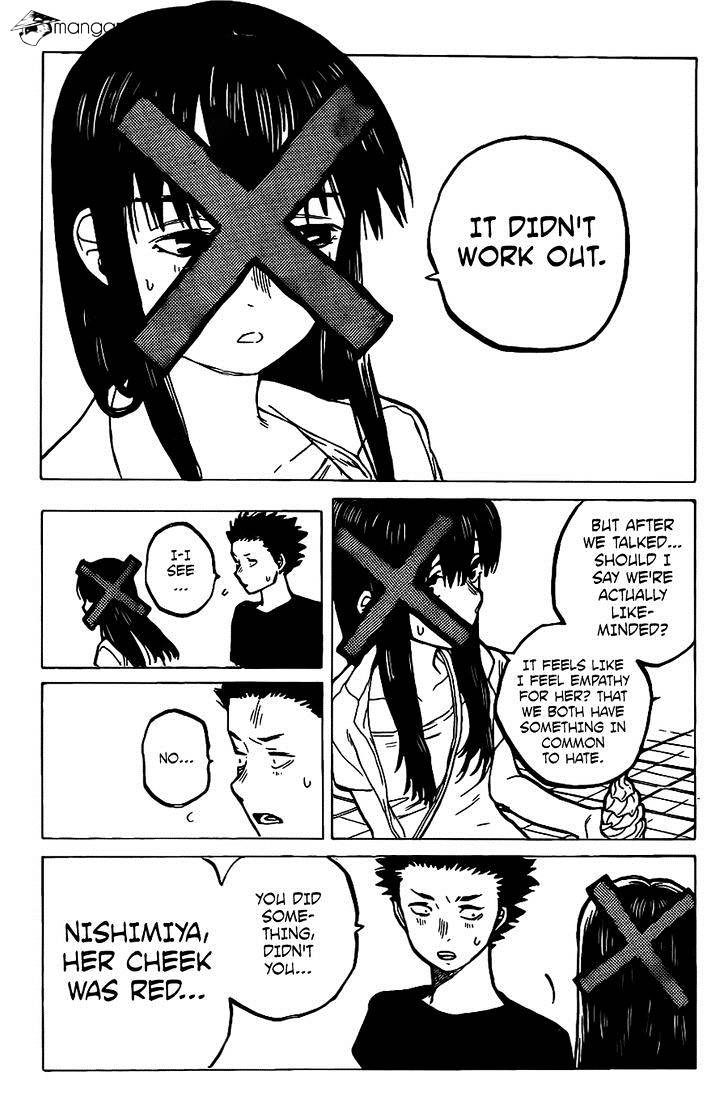 manga
IT DIDN'T
WORK OUT.
BUT AFTER
WE TALKED...
SHOULD I
SAY WE'RE
ACTUALLY
LIKE-
MINDED?
IT FEELS LIKE
I FEEL EMPATHY
FOR HER? THAT
WE BOTH HAVE
SOMETHING IN
COMMON
TO HATE.
I-I
SEE
...
NO...
YOU DID
SOME-
THING,
DIDN'T
YOU...
NISHIMIYA,
HER CHEEK
WAS RED...